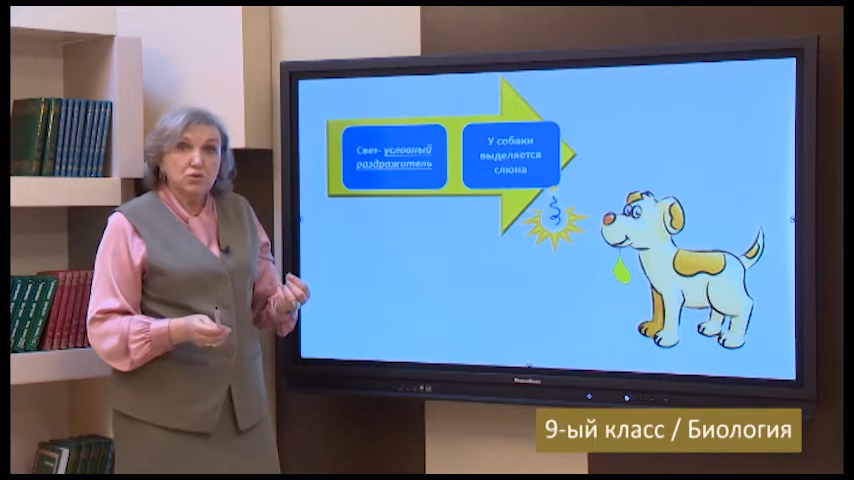 Свет- условный
раздражитель
У собаки
выделяется
слюна
9-ый класс / Биология